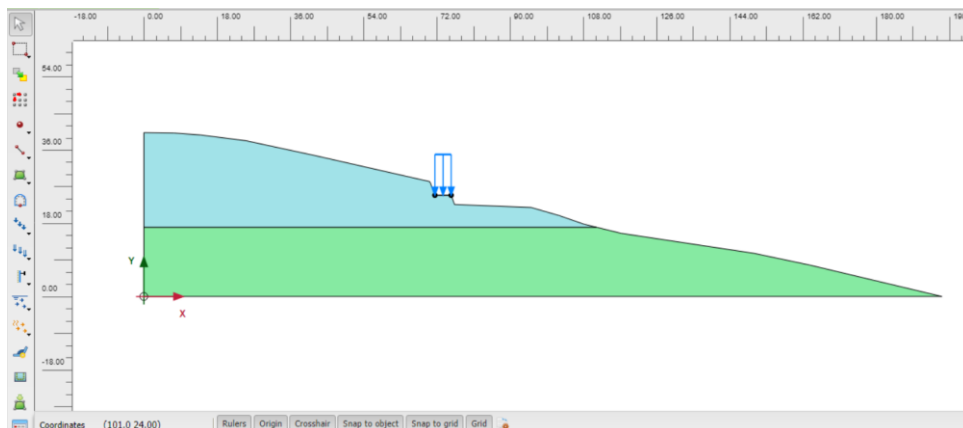 -18.00 0.00 18.00 36.00 54.00 72.00 90.00 108.00 126.00 144.00 162.00 180.00
54.00
36.00
18.00
Y
0.00
X
-18.00
Coordinates (101.0 24.00) Rulers Origin Crosshair Snap to object Snap to grid Grid